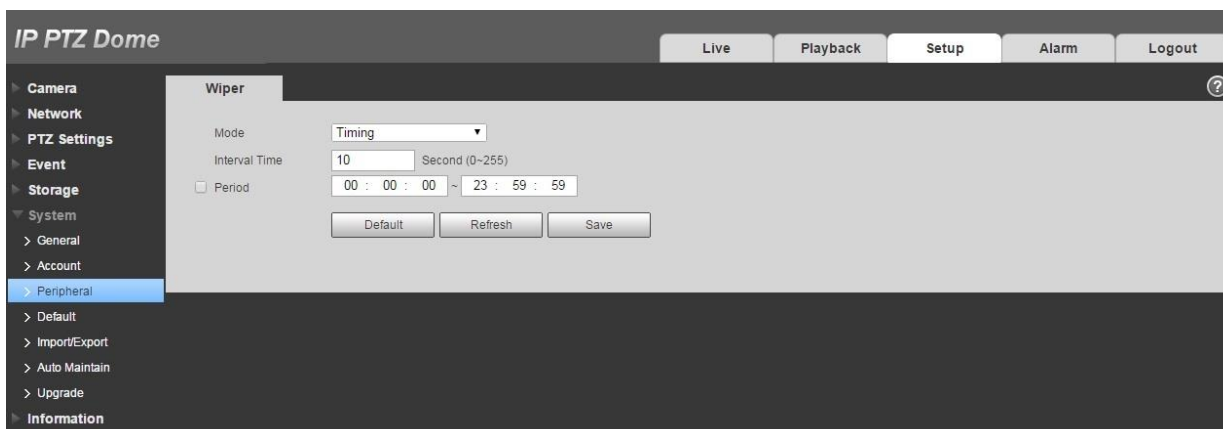 IP PTZ Dome
Live Playback Setup Alarm Logout
Camera
Network
PTZ Settings
Event
Storage
System
General
Account
Peripheral
Default
Import/Export
Auto Maintain
Upgrade
Information
Wiper
?
Mode Timing
Interval Time 10 Second (0~255)
Period 00 : 00 : 00 ~ 23 : 59 : 59
Default Refresh Save